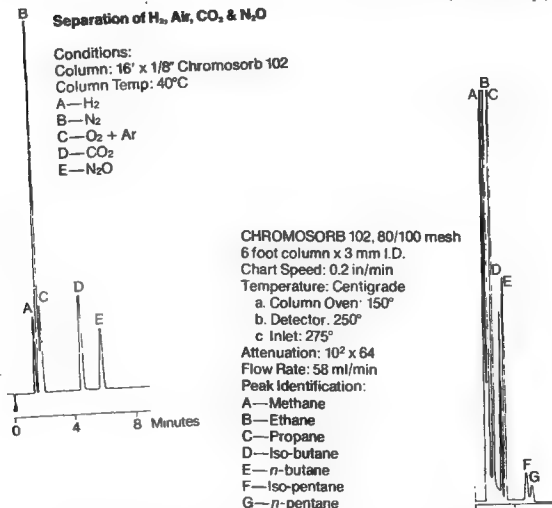 Separation of H₂, Air, CO₂ & N₂O
Conditions:
Column: 16' x 1/8" Chromosorb 102
Column Temp: 40°C
A—H₂
B—N₂
C—O₂ + Ar
D—CO₂
E—N₂O
B
A
C
D
E
0 4 8 Minutes
CHROMOSORB 102, 80/100 mesh
6 foot column x 3 mm I.D.
Chart Speed: 0.2 in/min
Temperature: Centigrade
a. Column Oven: 150°
b. Detector. 250°
c Inlet: 275°
Attenuation: 10² x 64
Flow Rate: 58 ml/min
Peak Identification:
A—Methane
B—Ethane
C—Propane
D—Iso-butane
E—n-butane
F—Iso-pentane
G—n-pentane
B
A C
D
E
F
G